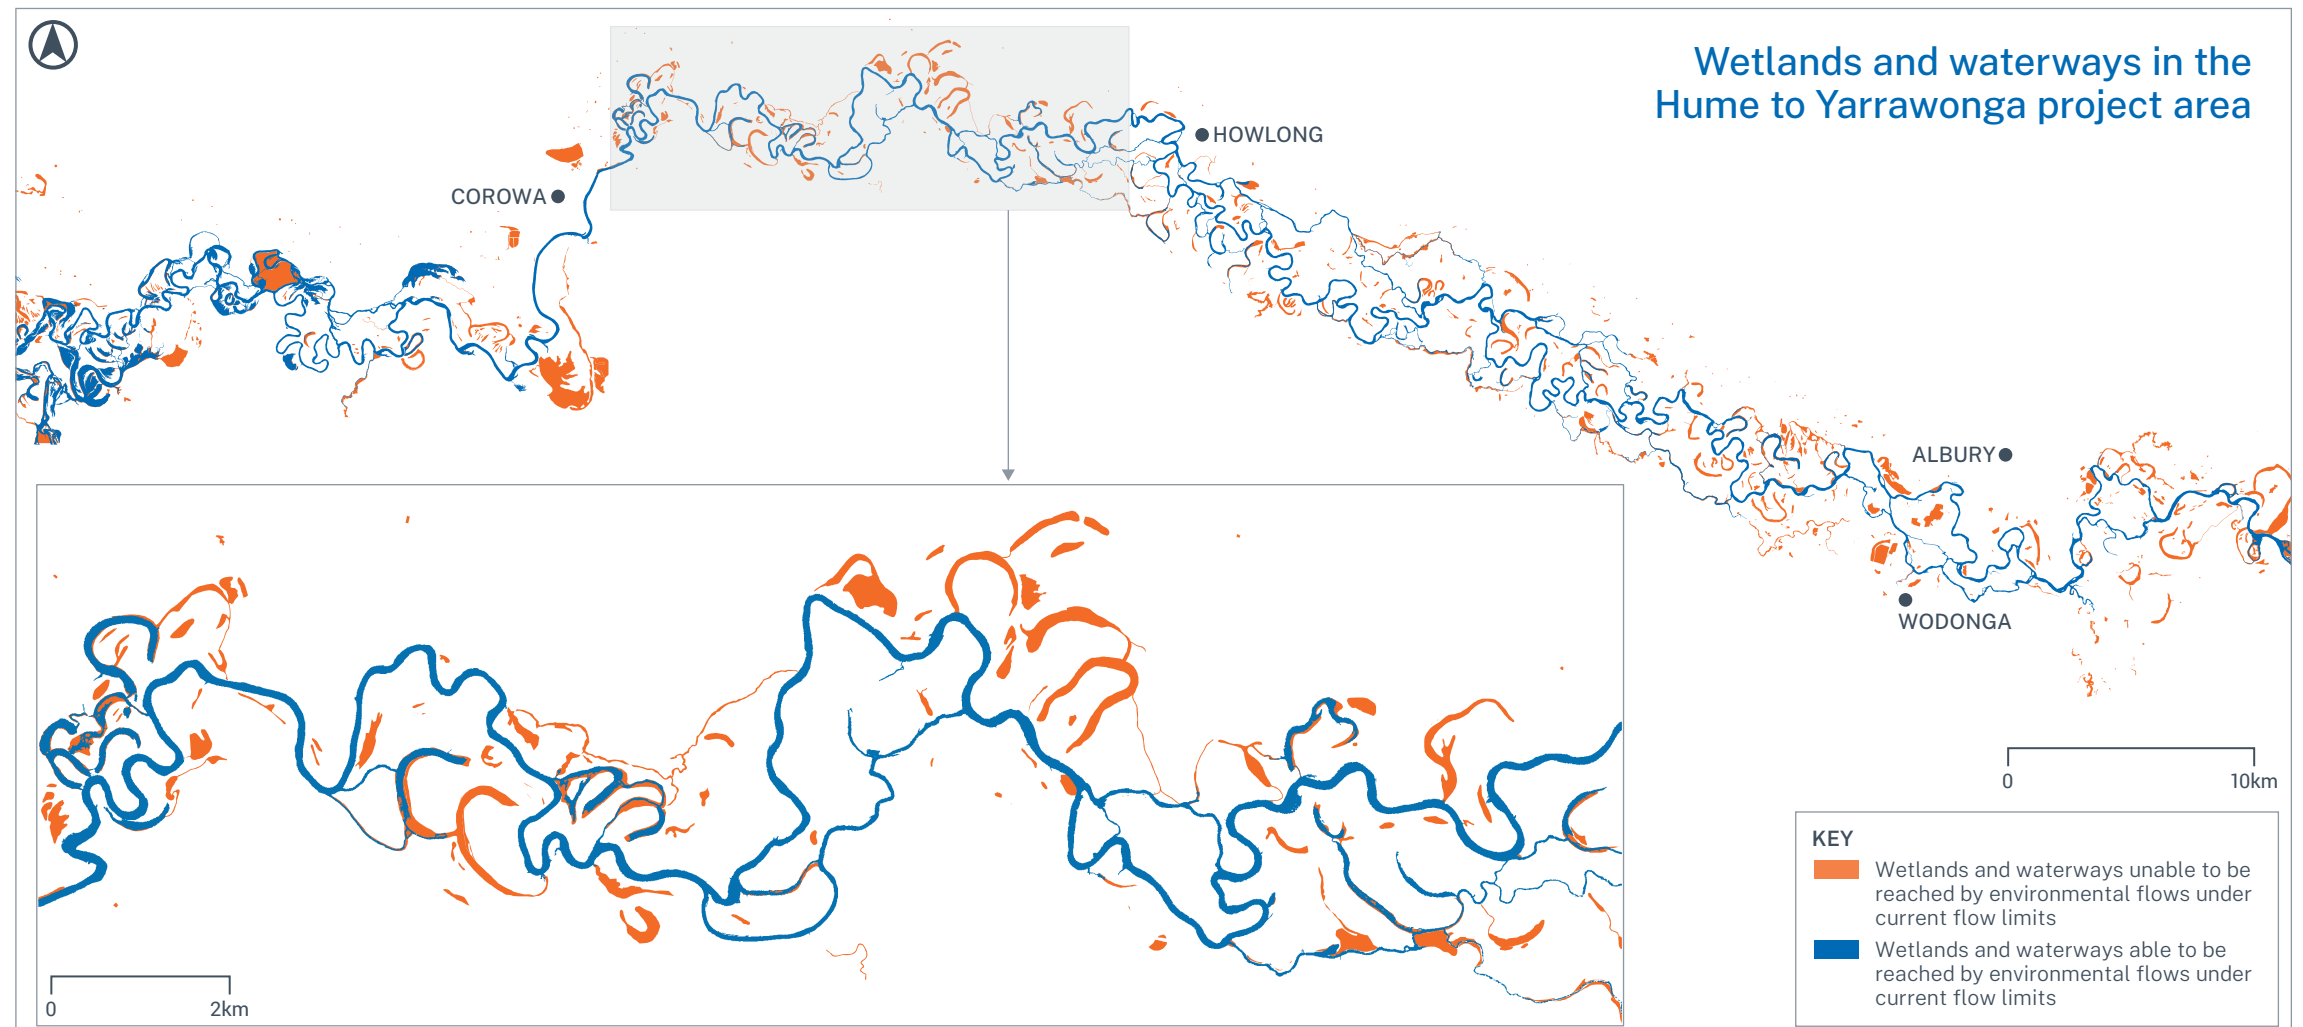 Wetlands and waterways in the
Hume to Yarrawonga project area
HOWLONG
COROWA
ALBURY
WODONGA
0 10km
KEY
Wetlands and waterways unable to be
reached by environmental flows under
current flow limits
Wetlands and waterways able to be
reached by environmental flows under
current flow limits
0 2km